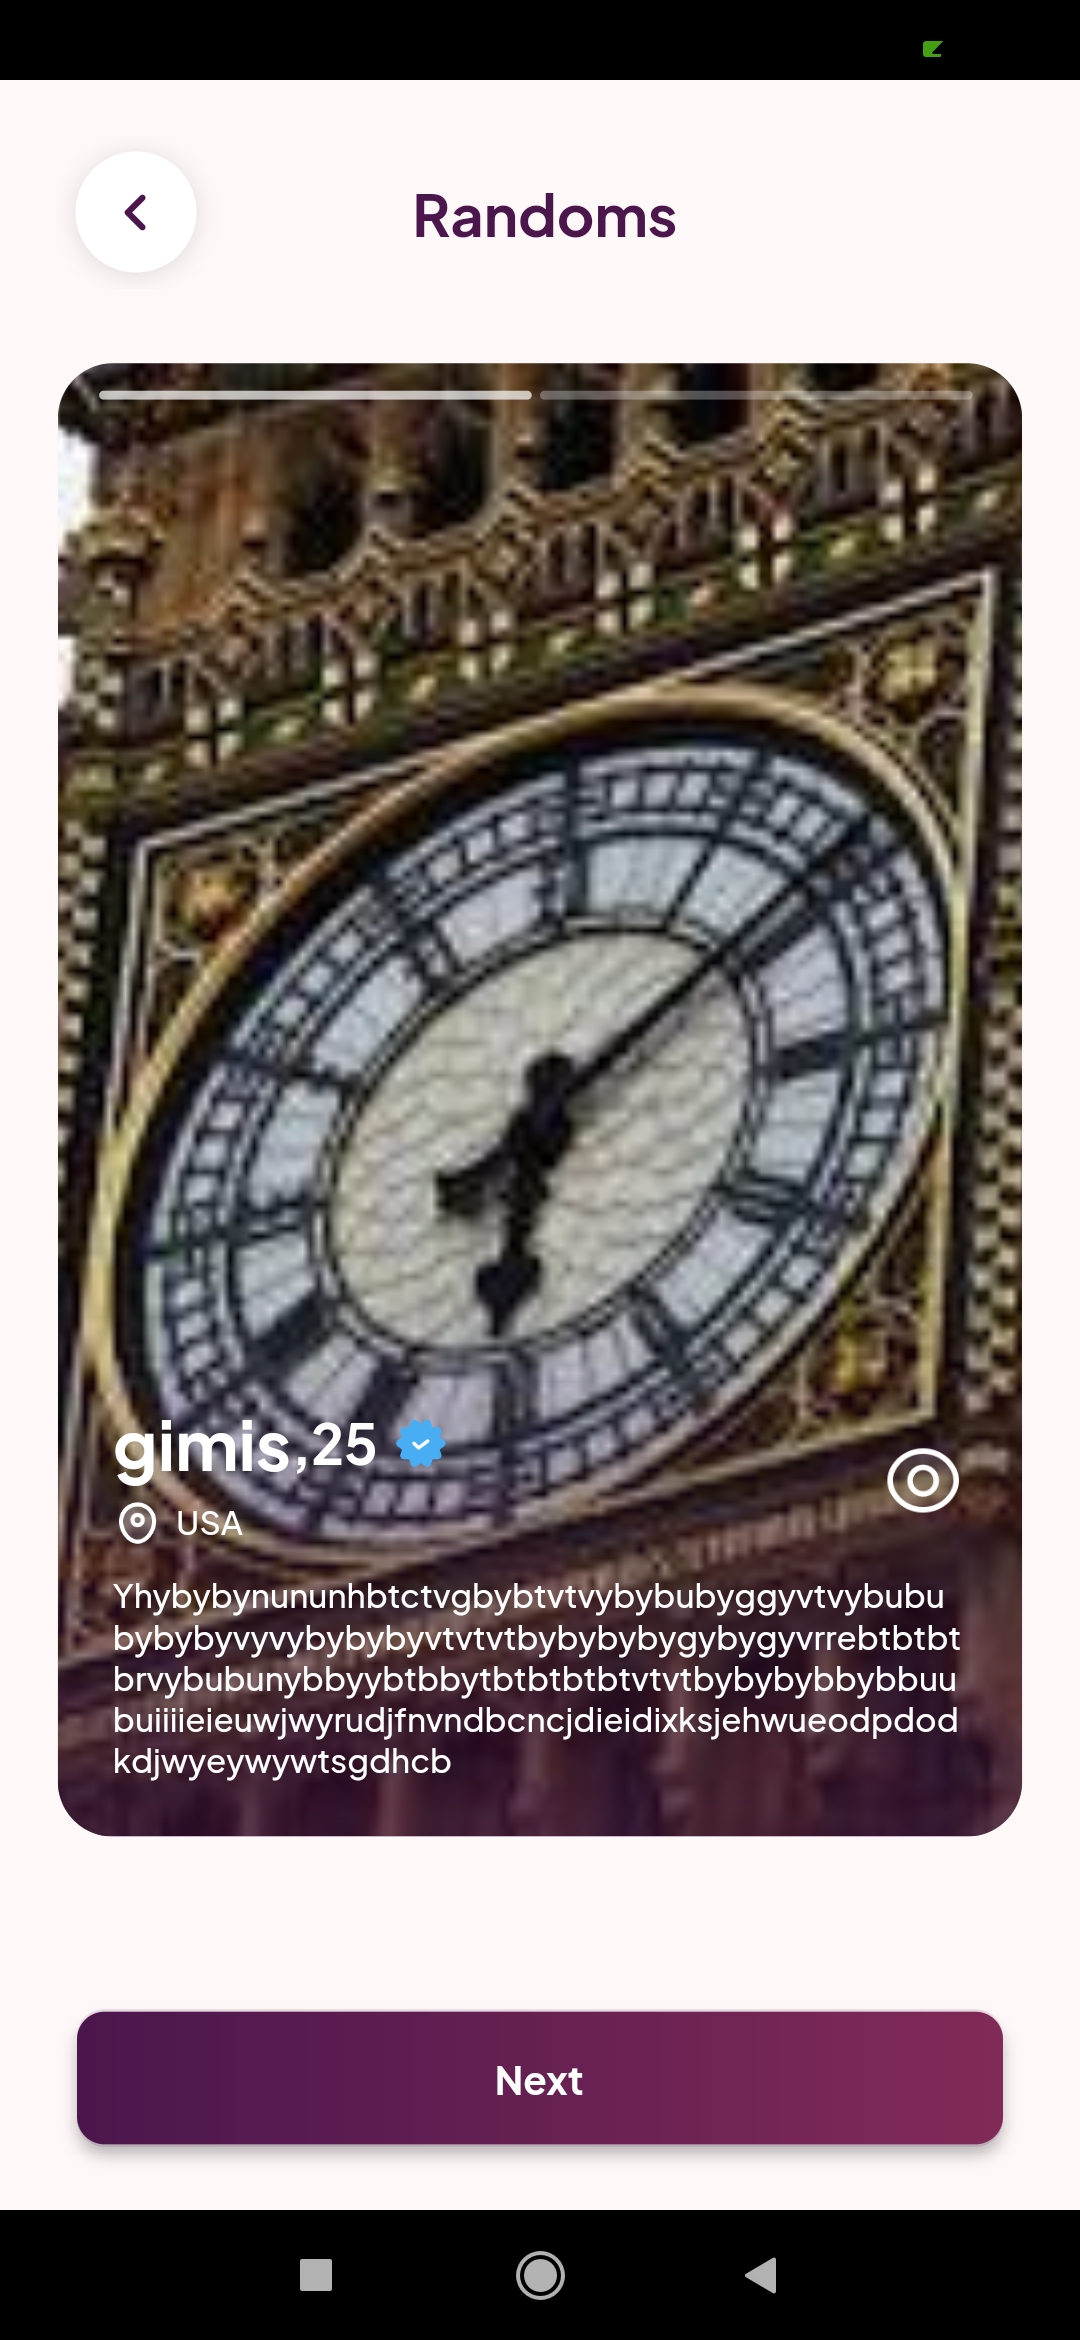 Randoms
gimis,25
USA
Yhybybynununhbtctvgbybtvtvybybubyggyvtvybubu
bybybyvyvybybybyvtvtvtbybybybygybygyvrrebtbtbt
brvybubunybbyybtbbytbtbtbtbtvtvtbybybybbybbuu
buiiiieieuwjwyrudjfnvndbcncjdieidixksjehwueodpdod
kdjwyeywywtsgdhcb
Next